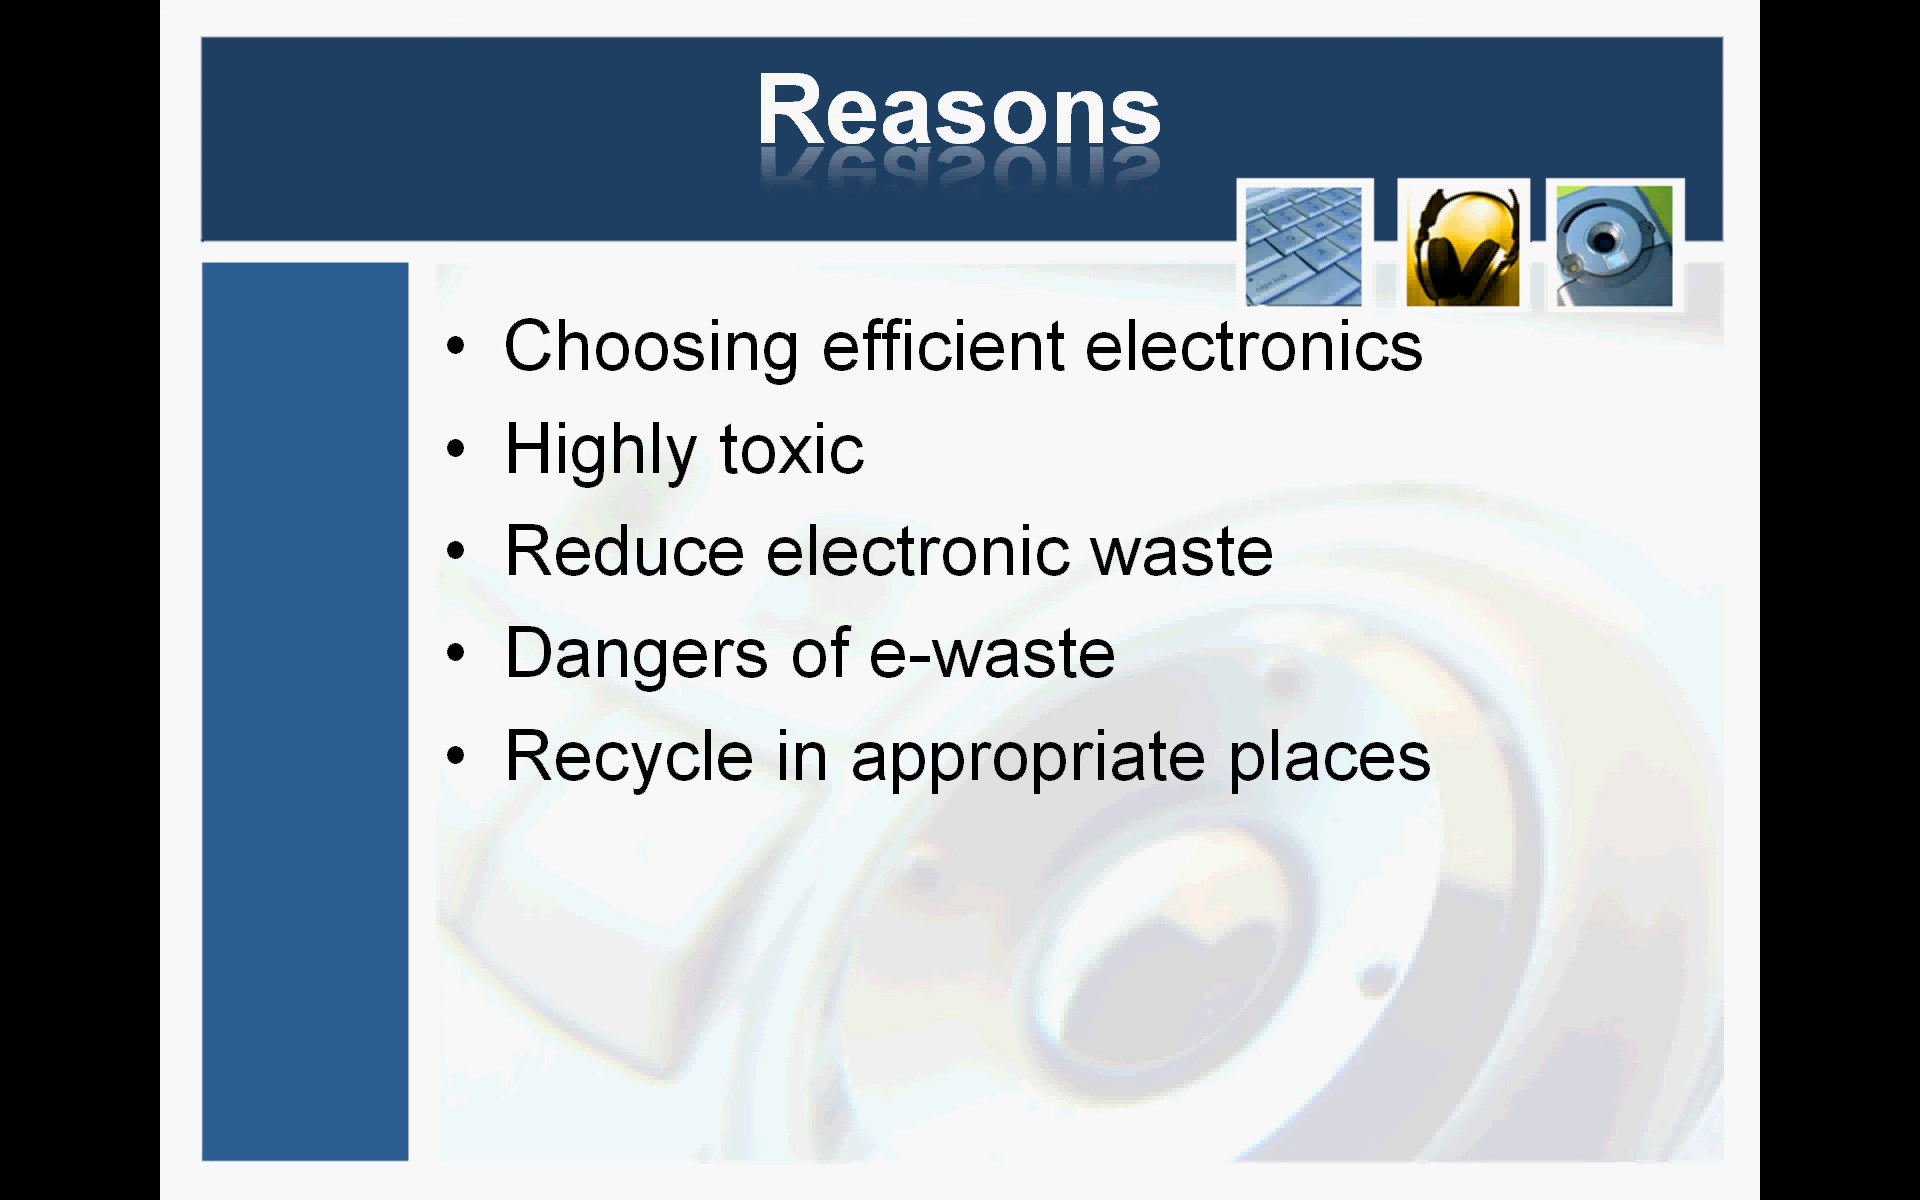 Reasons
• Choosing efficient electronics
• Highly toxic
• Reduce electronic waste
• Dangers of e-waste
• Recycle in appropriate places